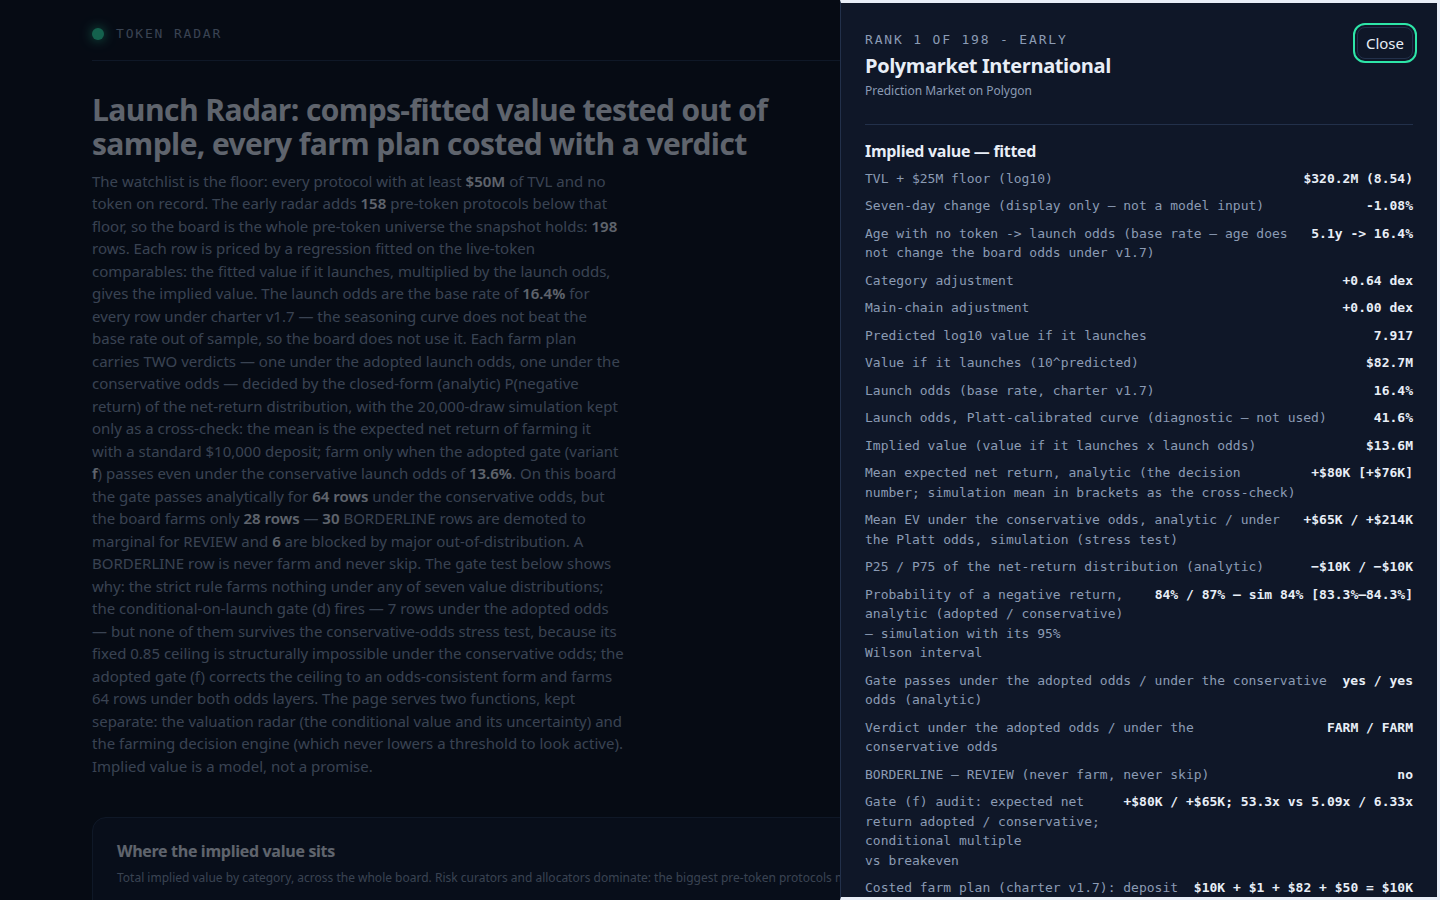 TOKEN RADAR
Launch Radar: comps-fitted value tested out of
sample, every farm plan costed with a verdict
The watchlist is the floor: every protocol with at least $50M of TVL and no
token on record. The early radar adds 158 pre-token protocols below that
floor, so the board is the whole pre-token universe the snapshot holds: 198
rows. Each row is priced by a regression fitted on the live-token
comparables: the fitted value if it launches, multiplied by the launch odds,
gives the implied value. The launch odds are the base rate of 16.4% for
every row under charter v1.7 — the seasoning curve does not beat the
base rate out of sample, so the board does not use it. Each farm plan
carries TWO verdicts — one under the adopted launch odds, one under the
conservative odds — decided by the closed-form (analytic) P(negative
return) of the net-return distribution, with the 20,000-draw simulation kept
only as a cross-check: the mean is the expected net return of farming it
with a standard $10,000 deposit; farm only when the adopted gate (variant
f) passes even under the conservative launch odds of 13.6%. On this board
the gate passes analytically for 64 rows under the conservative odds, but
the board farms only 28 rows — 30 BORDERLINE rows are demoted to
marginal for REVIEW and 6 are blocked by major out-of-distribution. A
BORDERLINE row is never farm and never skip. The gate test below shows
why: the strict rule farms nothing under any of seven value distributions;
the conditional-on-launch gate (d) fires — 7 rows under the adopted odds
— but none of them survives the conservative-odds stress test, because its
fixed 0.85 ceiling is structurally impossible under the conservative odds; the
adopted gate (f) corrects the ceiling to an odds-consistent form and farms
64 rows under both odds layers. The page serves two functions, kept
separate: the valuation radar (the conditional value and its uncertainty) and
the farming decision engine (which never lowers a threshold to look active).
Implied value is a model, not a promise.
Where the implied value sits
Total implied value by category, across the whole board. Risk curators and allocators dominate: the biggest pre-token protocols
RANK 1 OF 198 - EARLY
Close
Polymarket International
Prediction Market on Polygon
Implied value — fitted
TVL + $25M floor (log10) $320.2M (8.54)
Seven-day change (display only — not a model input) -1.08%
Age with no token -> launch odds (base rate — age does 5.1y -> 16.4%
not change the board odds under v1.7)
Category adjustment +0.64 dex
Main-chain adjustment +0.00 dex
Predicted log10 value if it launches 7.917
Value if it launches (10^predicted) $82.7M
Launch odds (base rate, charter v1.7) 16.4%
Launch odds, Platt-calibrated curve (diagnostic — not used) 41.6%
Implied value (value if it launches x launch odds) $13.6M
Mean expected net return, analytic (the decision +$80K [+$76K]
number; simulation mean in brackets as the cross-check)
Mean EV under the conservative odds, analytic / under +$65K / +$214K
the Platt odds, simulation (stress test)
P25 / P75 of the net-return distribution (analytic) −$10K / −$10K
Probability of a negative return, 84% / 87% — sim 84% [83.3%–84.3%]
analytic (adopted / conservative)
— simulation with its 95%
Wilson interval
Gate passes under the adopted odds / under the conservative yes / yes
odds (analytic)
Verdict under the adopted odds / under the FARM / FARM
conservative odds
BORDERLINE — REVIEW (never farm, never skip) no
Gate (f) audit: expected net +$80K / +$65K; 53.3x vs 5.09x / 6.33x
return adopted / conservative;
conditional multiple
vs breakeven
Costed farm plan (charter v1.7): deposit $10K + $1 + $82 + $50 = $10K